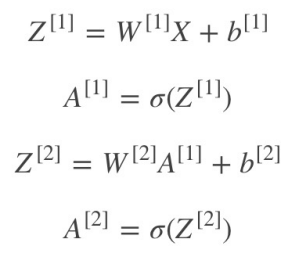 Z^{[1]} = W^{[1]}X + b^{[1]}
A^{[1]} = σ(Z^{[1]})
Z^{[2]} = W^{[2]}A^{[1]} + b^{[2]}
A^{[2]} = σ(Z^{[2]})